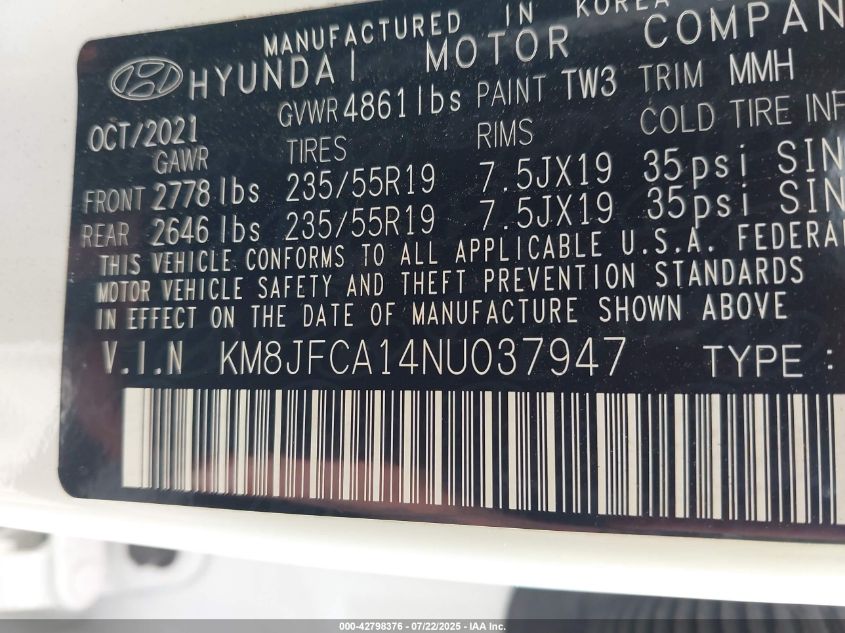 MANUFACTURED IN KOREA
HYUNDAI MOTOR COMPAN
OCT/2021 GVWR 4861 lbs PAINT TW3 TRIM MMH
GAWR TIRES RIMS COLD TIRE INF
FRONT 2778 lbs 235/55R19 7.5JX19 35psi SIN
REAR 2646 lbs 235/55R19 7.5JX19 35psi SIN
THIS VEHICLE CONFORMS TO ALL APPLICABLE U.S.A. FEDERAL
MOTOR VEHICLE SAFETY AND THEFT PREVENTION STANDARDS
IN EFFECT ON THE DATE OF MANUFACTURE SHOWN ABOVE
V.I.N KM8JFCA14NU037947 TYPE :
000-42798376 - 07/22/2025 - IAA Inc.